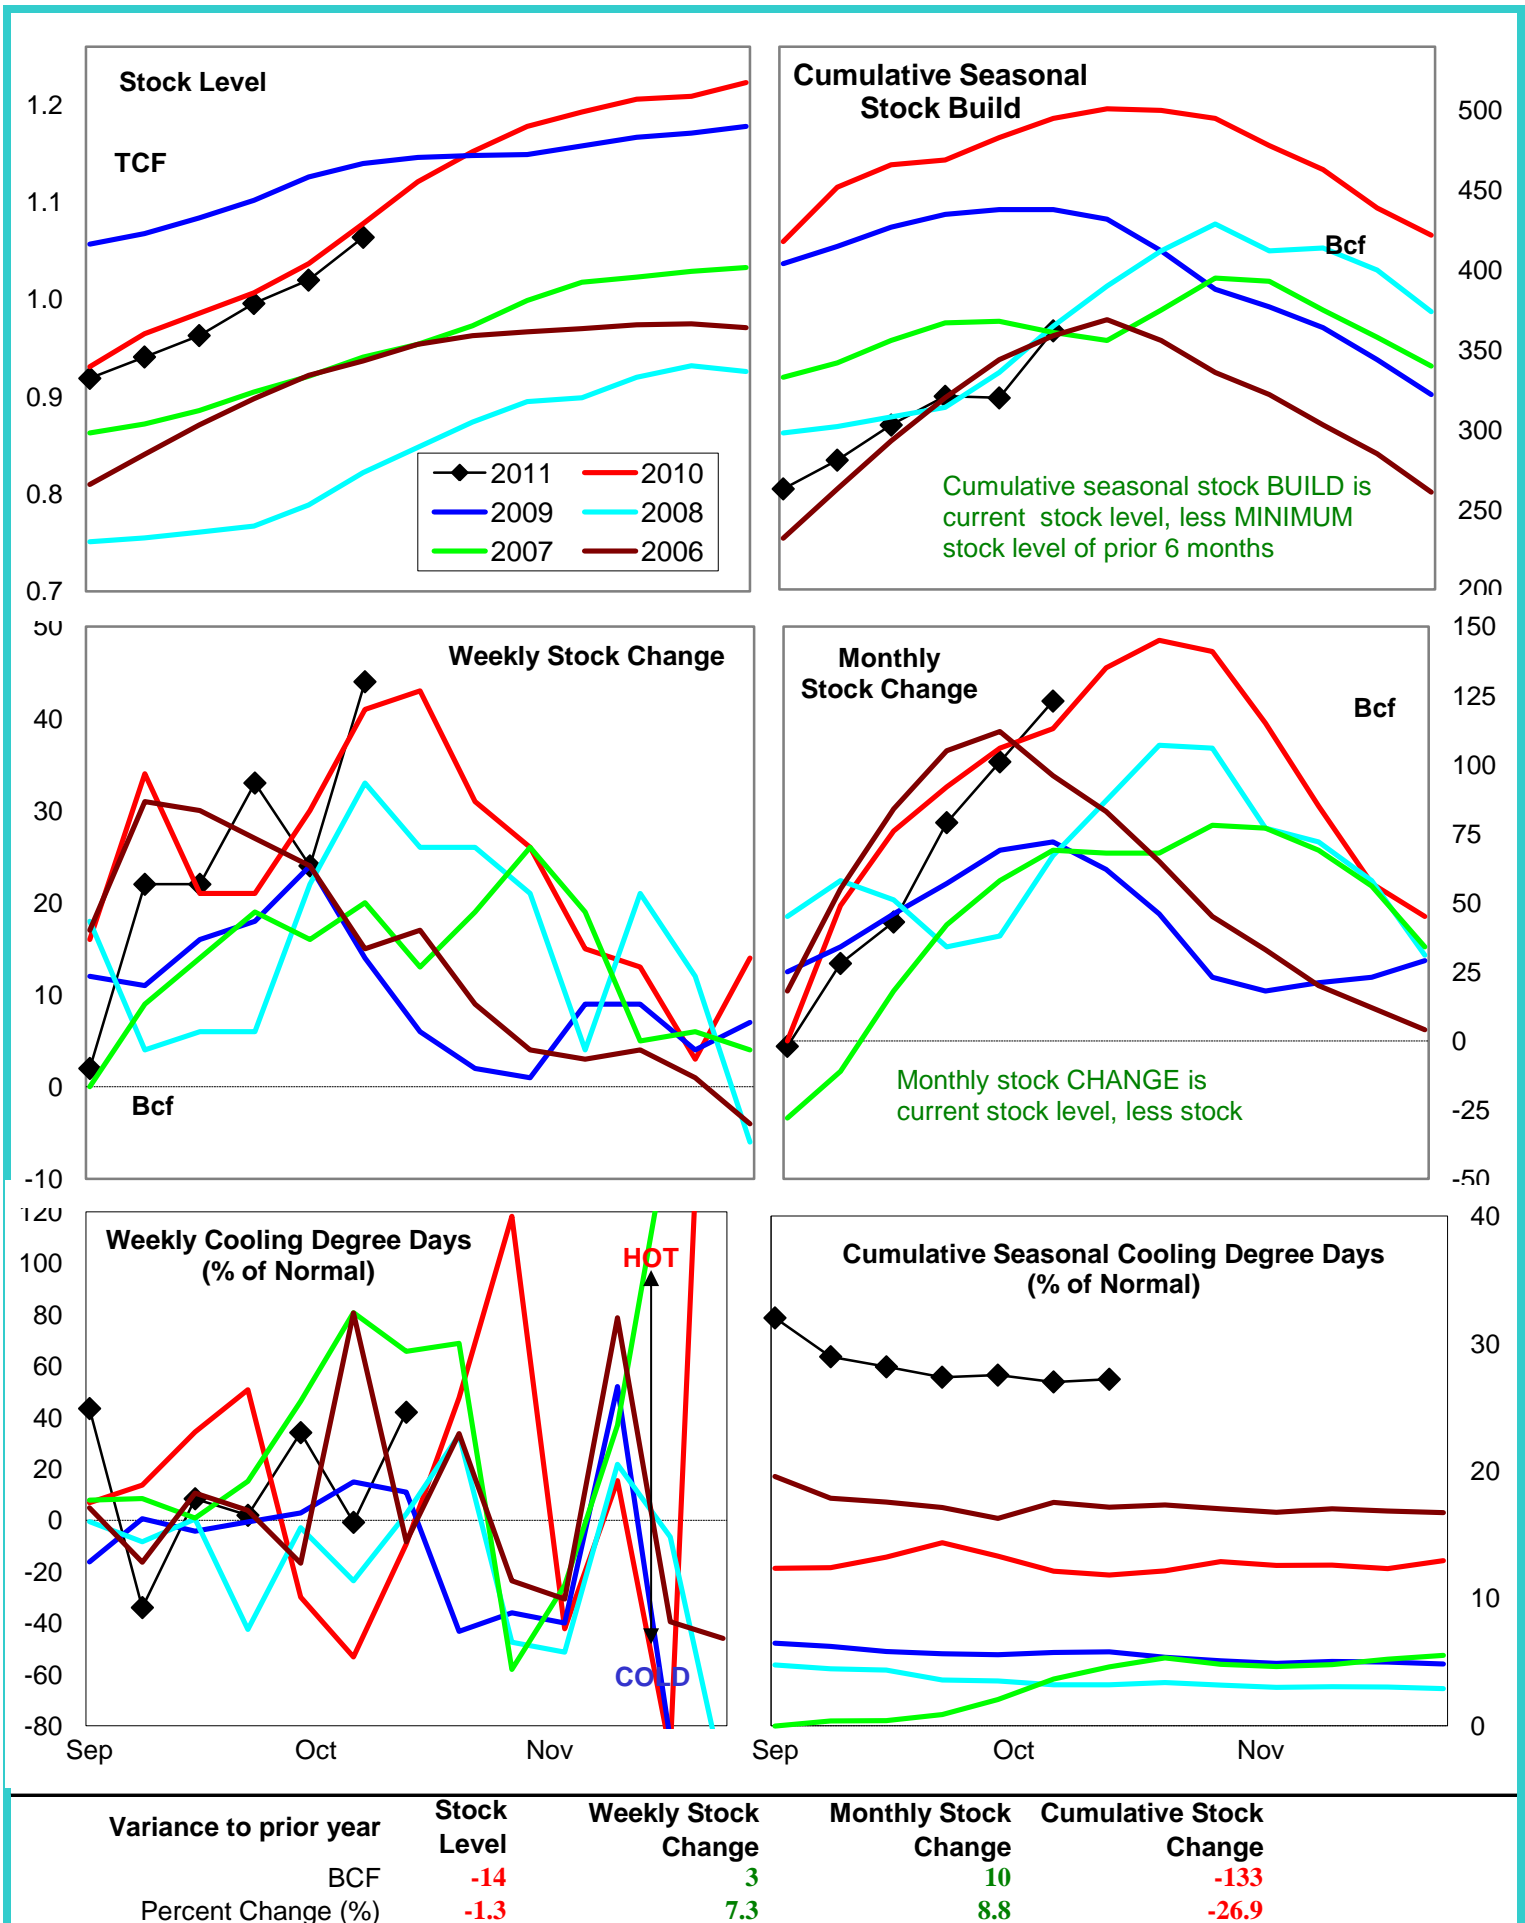 Stock Level
TCF
1.2
1.1
1.0
0.9
0.8
0.7
2011
2010
2009
2008
2007
2006
Cumulative Seasonal
Stock Build
Bcf
500
450
400
350
300
250
200
Cumulative seasonal stock BUILD is
current stock level, less MINIMUM
stock level of prior 6 months
Weekly Stock Change
50
40
30
20
10
0
-10
Bcf
Monthly
Stock Change
Bcf
150
125
100
75
50
25
0
-25
-50
Monthly stock CHANGE is
current stock level, less stock
Weekly Cooling Degree Days
(% of Normal)
120
100
80
60
40
20
0
-20
-40
-60
-80
HOT
COLD
Sep
Oct
Nov
Cumulative Seasonal Cooling Degree Days
(% of Normal)
40
30
20
10
0
Sep
Oct
Nov
Variance to prior year
Stock
Level
Weekly Stock
Change
Monthly Stock
Change
Cumulative Stock
Change
BCF -14 3 10 -133
Percent Change (%) -1.3 7.3 8.8 -26.9